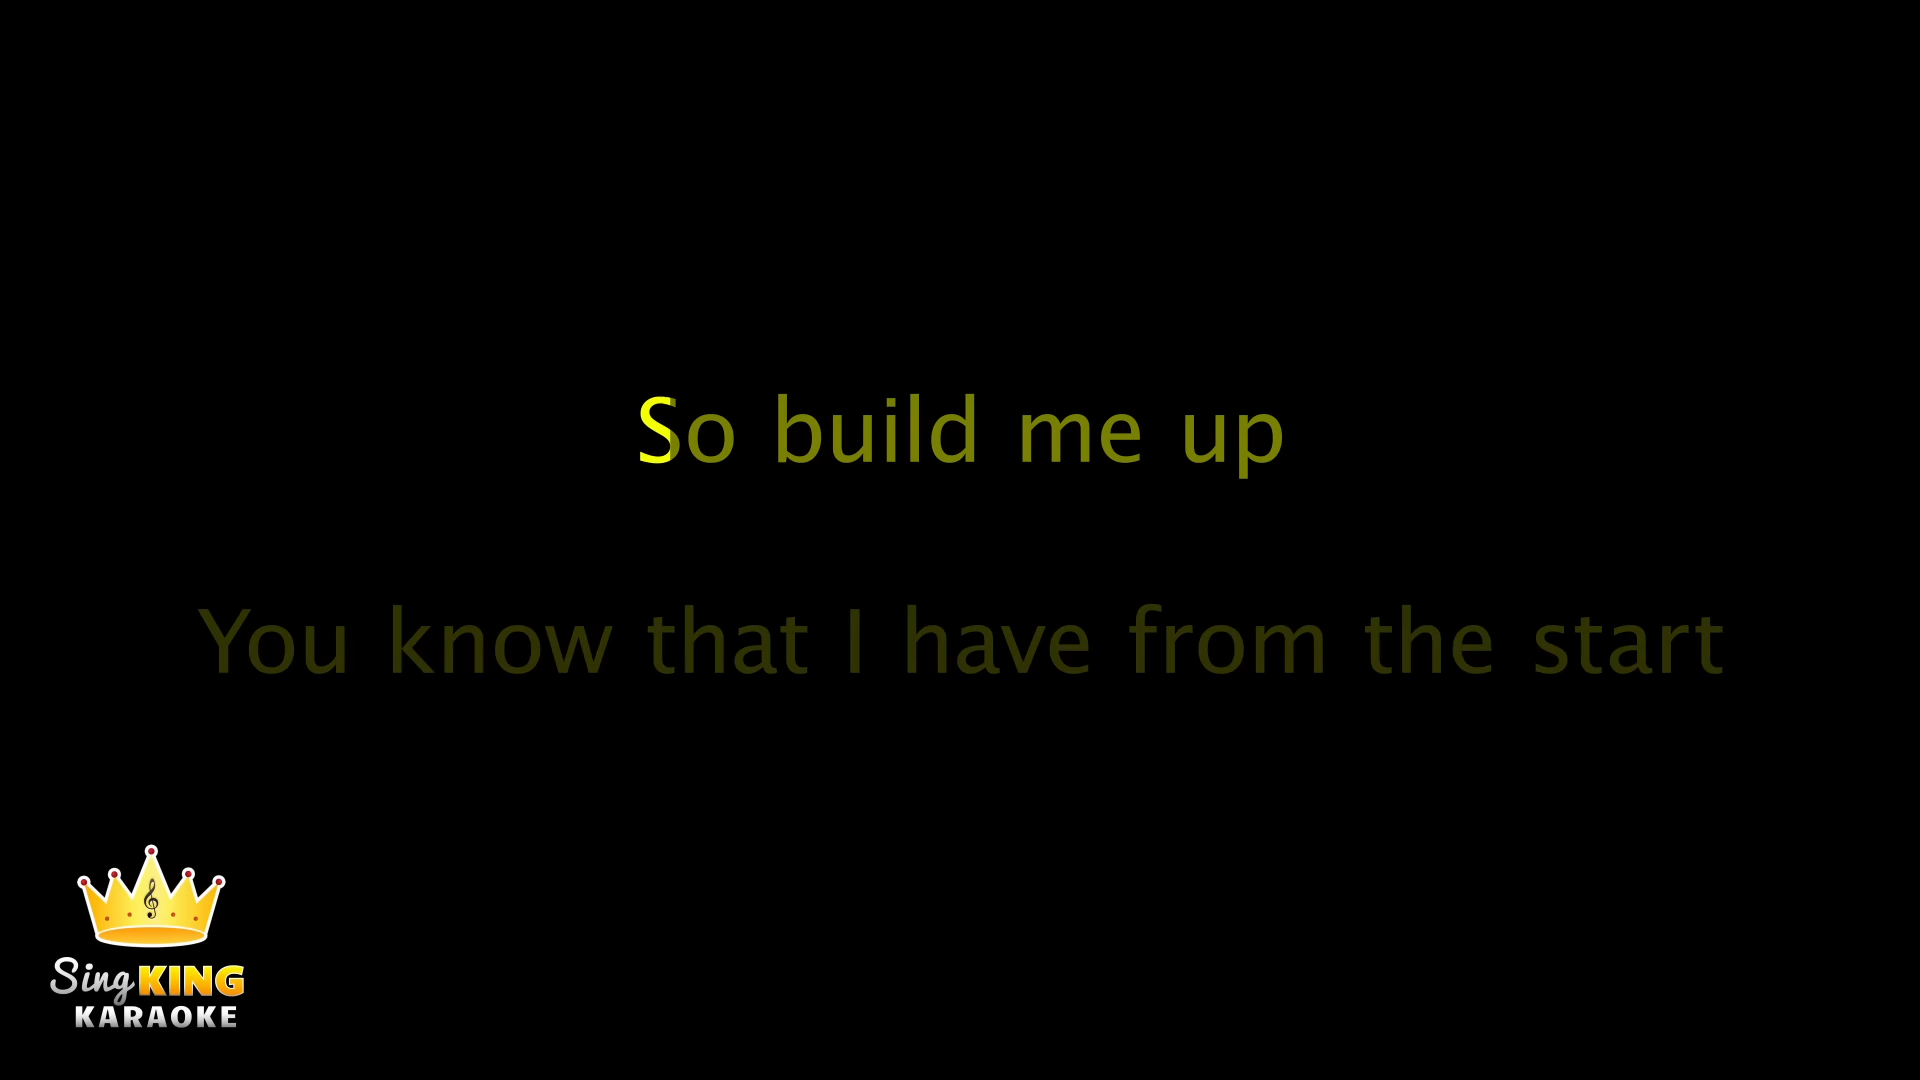 So build me up
You know that I have from the start
Sing KING
KARAOKE